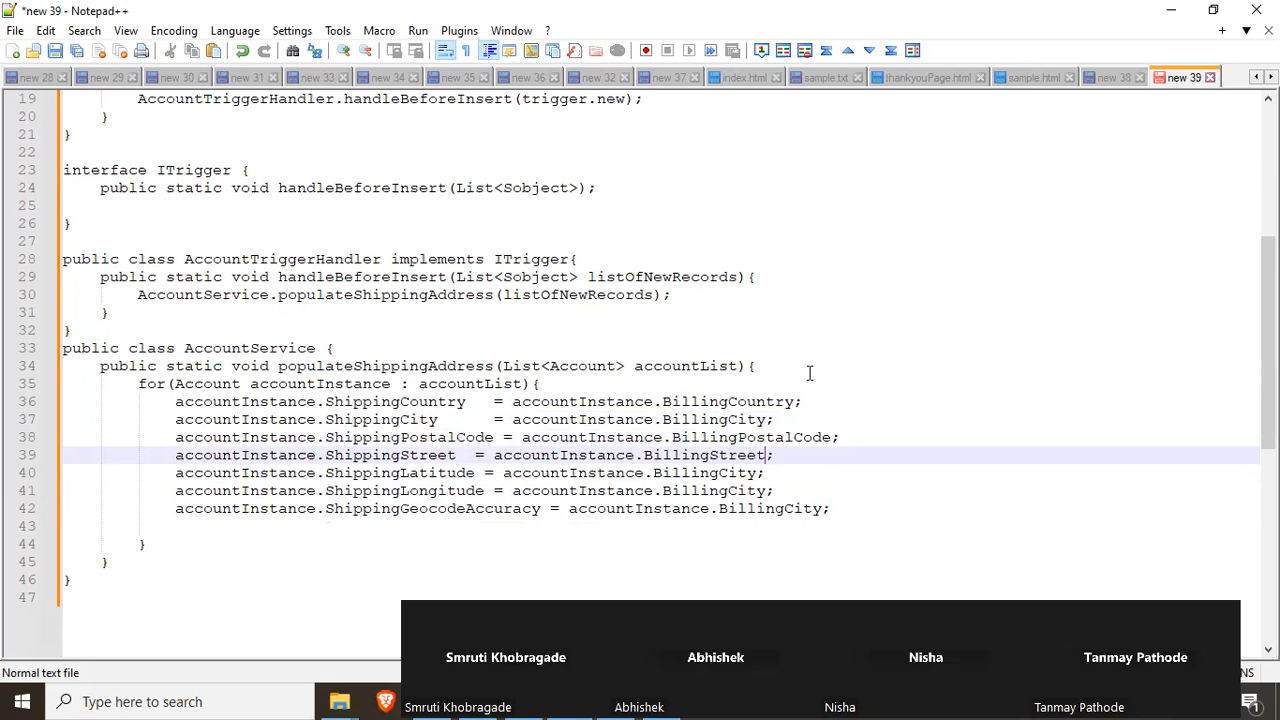 *new 39 - Notepad++
File Edit Search View Encoding Language Settings Tools Macro Run Plugins Window ?
new 28 new 29 new 30 new 31 new 33 new 34 new 35 new 36 new 32 new 37 index.html sample.txt thankyouPage.html sample.html new 38 new 39
19 AccountTriggerHandler.handleBeforeInsert(trigger.new);
20 }
21 }
22
23 interface ITrigger {
24 public static void handleBeforeInsert(List<Sobject>);
25
26 }
27
28 public class AccountTriggerHandler implements ITrigger{
29 public static void handleBeforeInsert(List<Sobject> listOfNewRecords){
30 AccountService.populateShippingAddress(listOfNewRecords);
31 }
32 }
33 public class AccountService {
34 public static void populateShippingAddress(List<Account> accountList){
35 for(Account accountInstance : accountList){
36 accountInstance.ShippingCountry = accountInstance.BillingCountry;
37 accountInstance.ShippingCity = accountInstance.BillingCity;
38 accountInstance.ShippingPostalCode = accountInstance.BillingPostalCode;
39 accountInstance.ShippingStreet = accountInstance.BillingStreet;
40 accountInstance.ShippingLatitude = accountInstance.BillingCity;
41 accountInstance.ShippingLongitude = accountInstance.BillingCity;
42 accountInstance.ShippingGeocodeAccuracy = accountInstance.BillingCity;
43
44 }
45 }
46 }
47
Smruti Khobragade Abhishek Nisha Tanmay Pathode
Normal text file NS
Type here to search
Smruti Khobragade Abhishek Nisha Tanmay Pathode
1